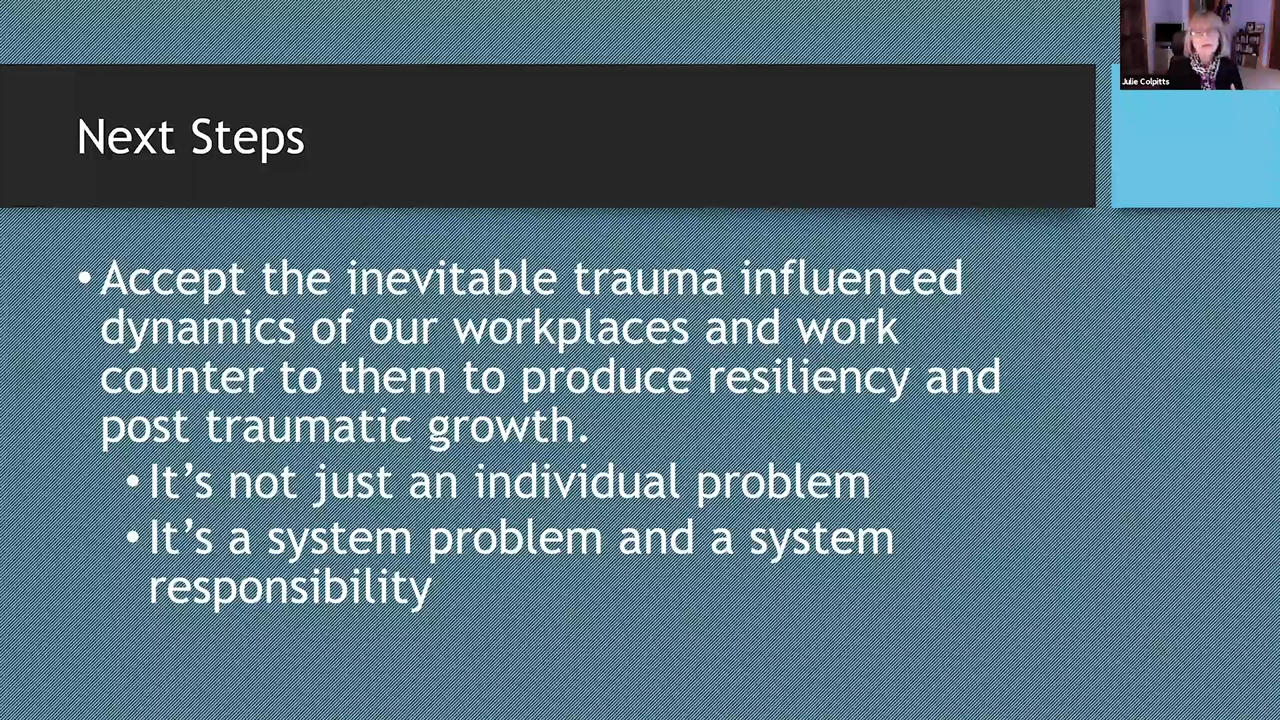 Julie Colpitts
Next Steps
• Accept the inevitable trauma influenced
dynamics of our workplaces and work
counter to them to produce resiliency and
post traumatic growth.
• It’s not just an individual problem
• It’s a system problem and a system
responsibility